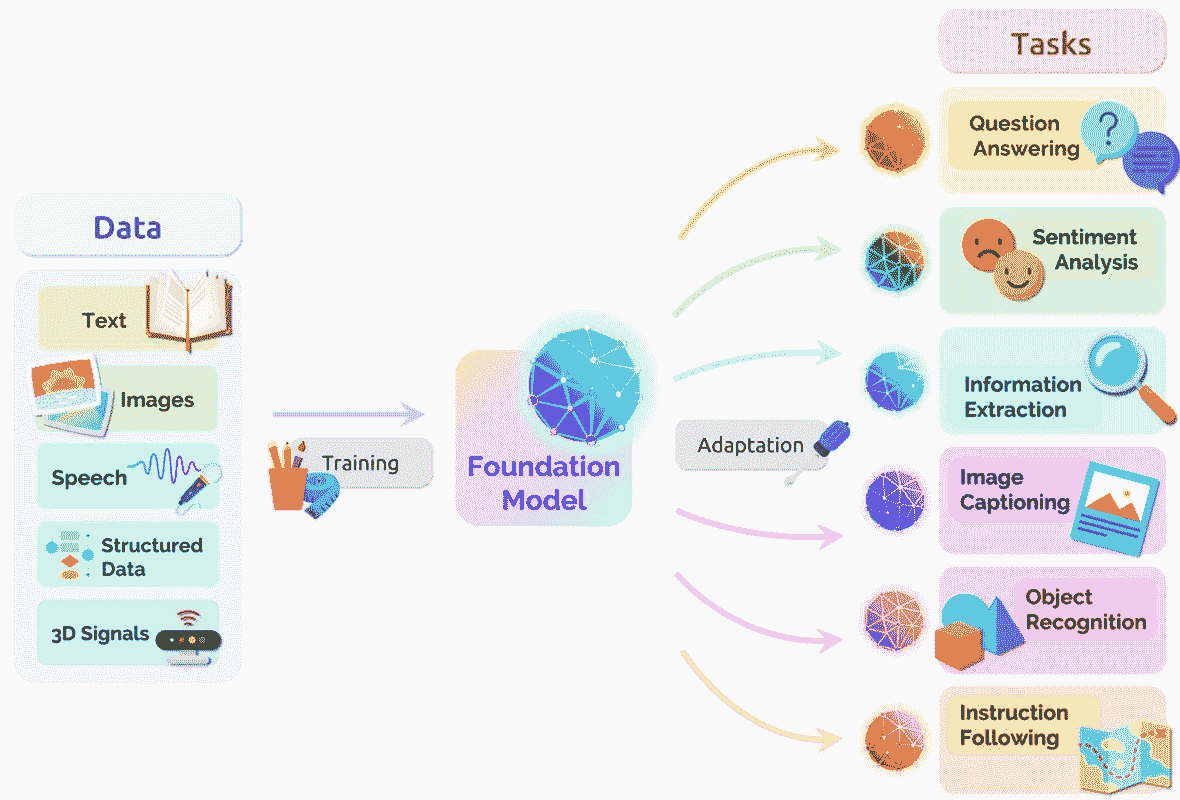 Data
Text
Images
Speech
Structured
Data
3D Signals
Training
Foundation
Model
Adaptation
Tasks
Question
Answering
?
Sentiment
Analysis
Information
Extraction
Image
Captioning
Object
Recognition
Instruction
Following